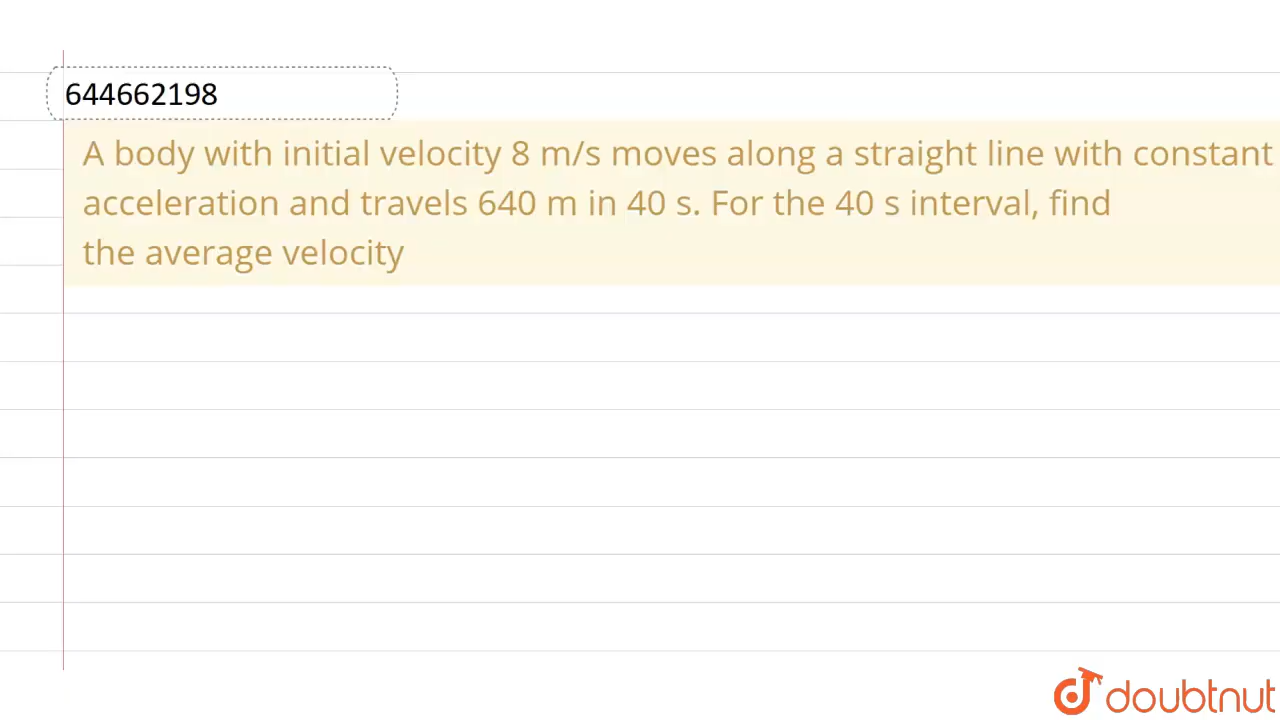 644662198
A body with initial velocity 8 m/s moves along a straight line with constant
acceleration and travels 640 m in 40 s. For the 40 s interval, find
the average velocity
doubtnut